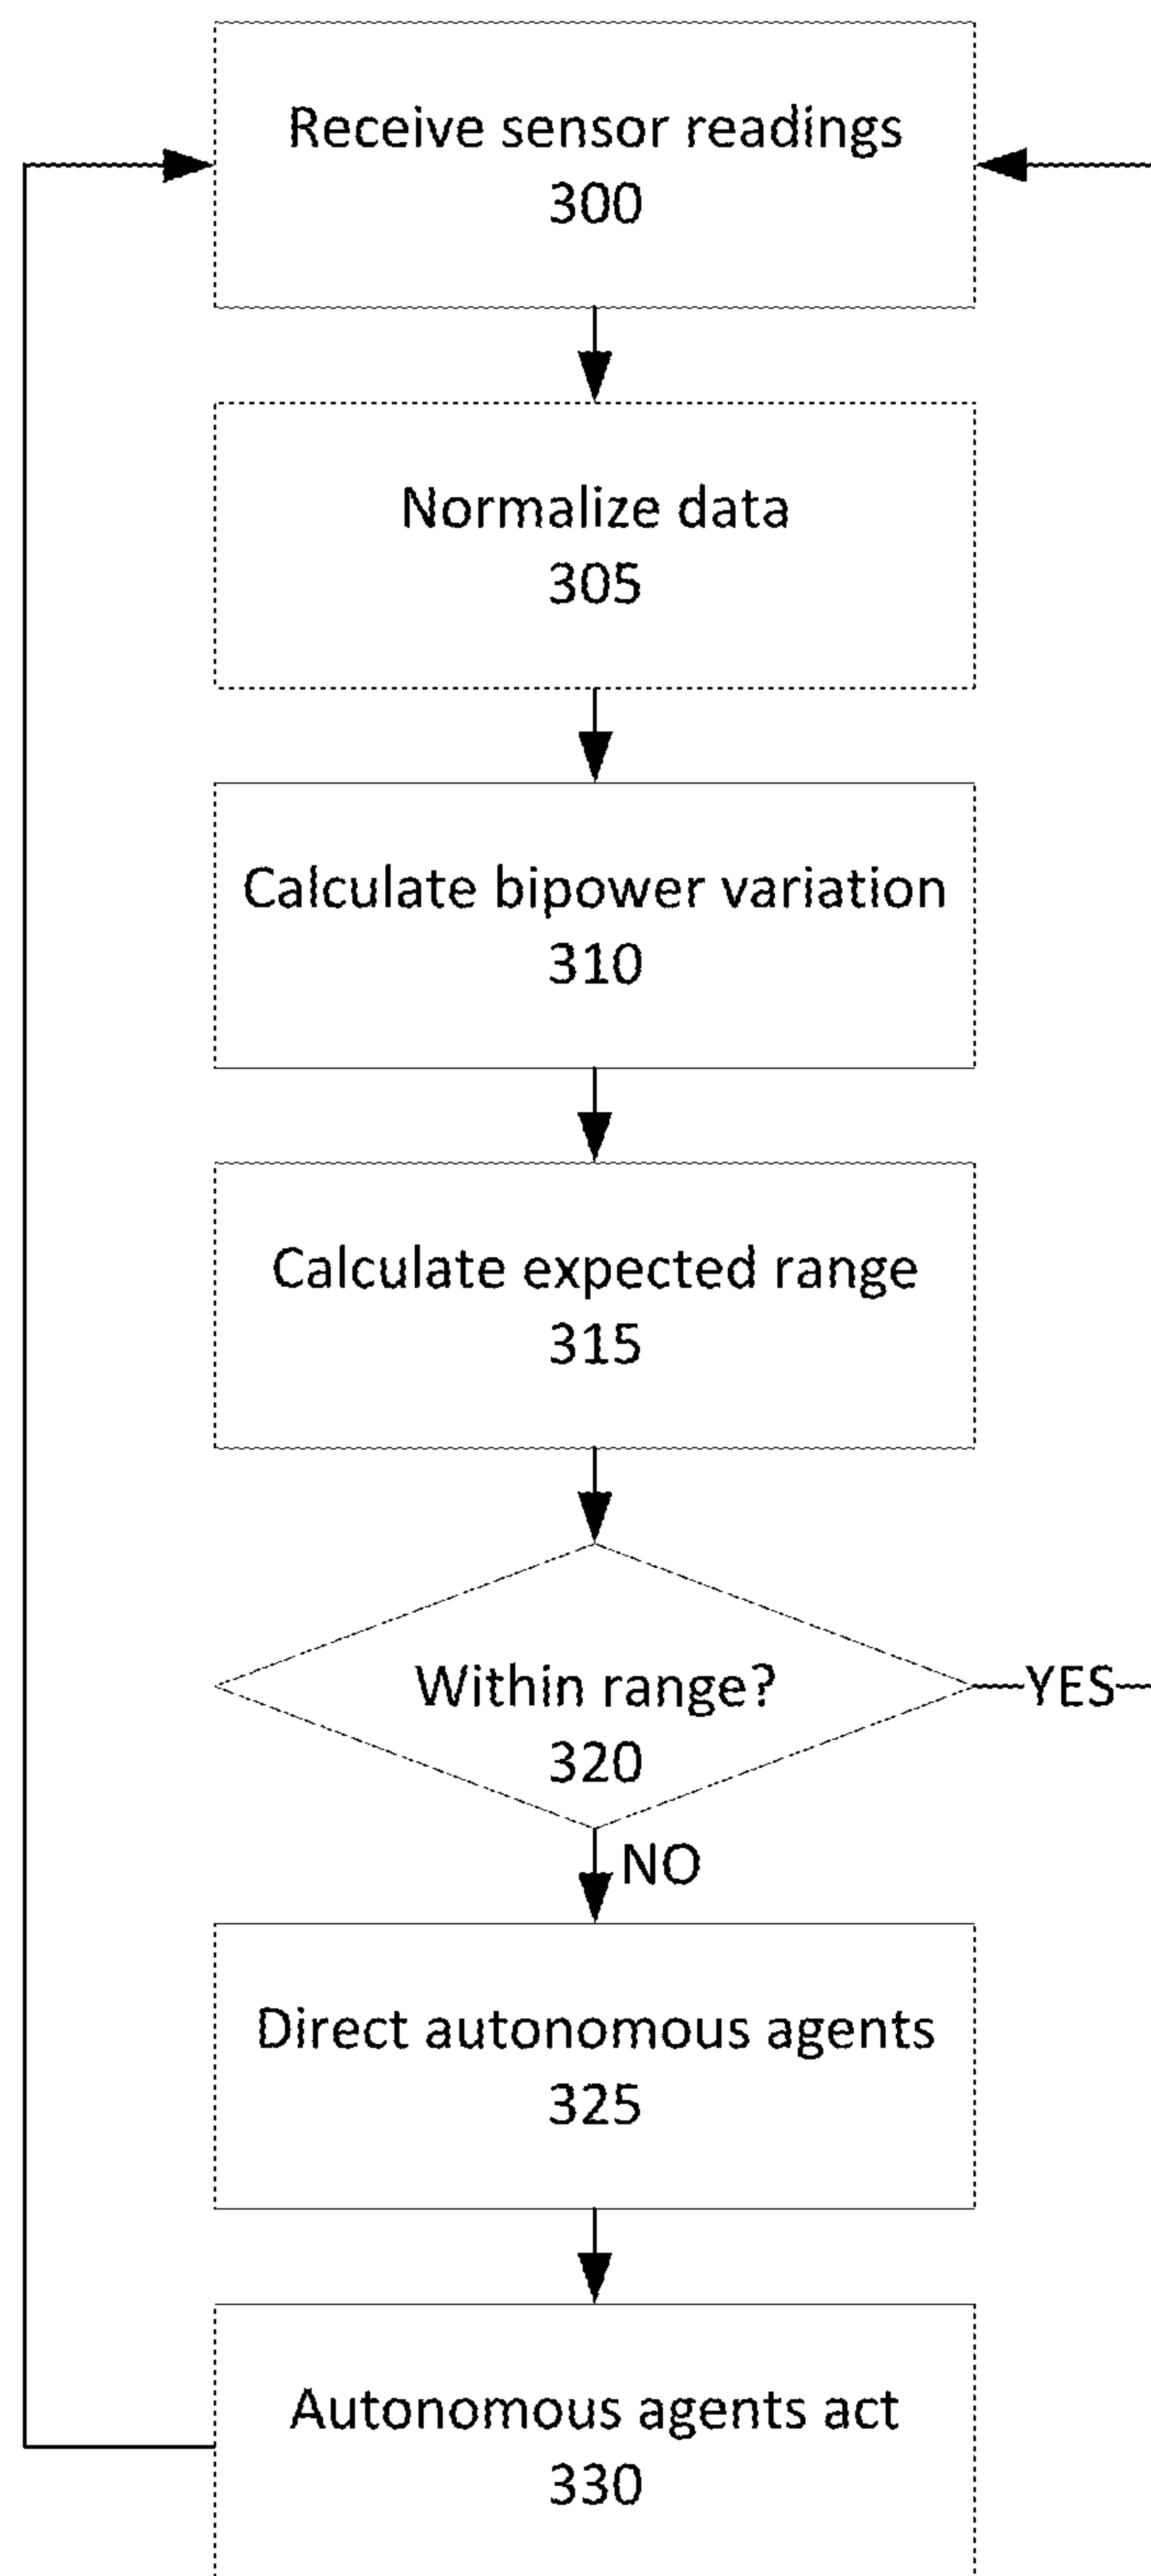 Receive sensor readings
300
Normalize data
305
Calculate bipower variation
310
Calculate expected range
315
Within range?
320
YES
NO
Direct autonomous agents
325
Autonomous agents act
330